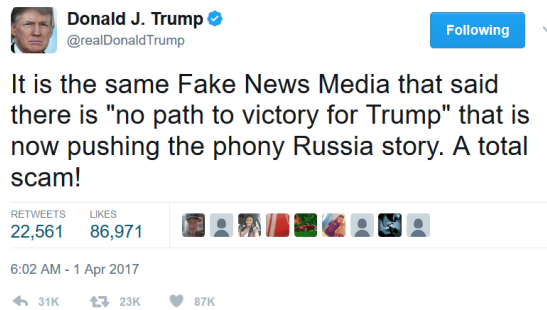 Donald J. Trump
@realDonaldTrump
Following
It is the same Fake News Media that said
there is "no path to victory for Trump" that is
now pushing the phony Russia story. A total
scam!
RETWEETS LIKES
22,561 86,971
6:02 AM - 1 Apr 2017
31K 23K 87K